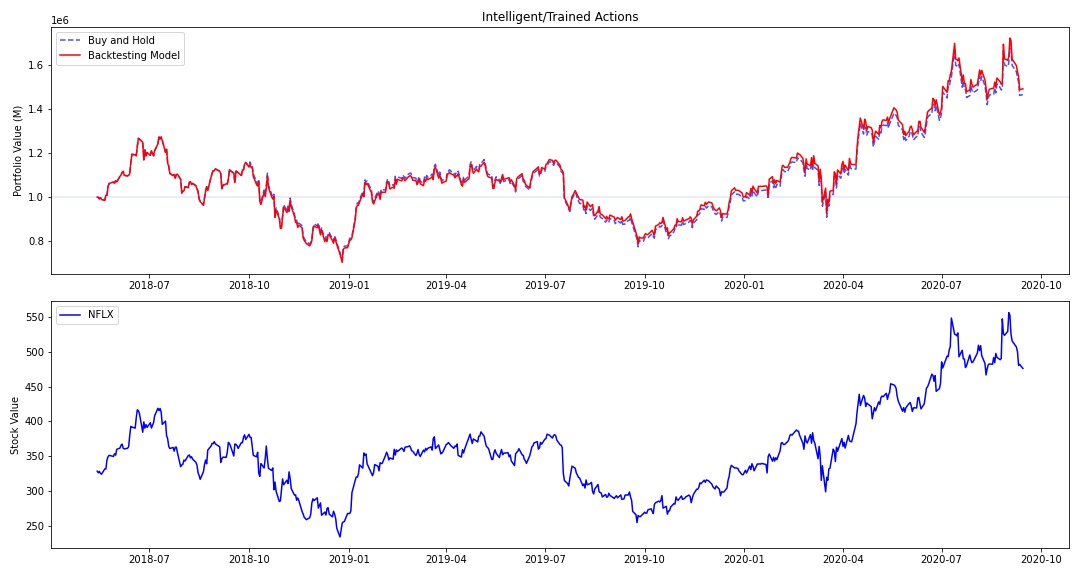 Intelligent/Trained Actions
1e6
Buy and Hold
Backtesting Model
Portfolio Value (M)
1.6
1.4
1.2
1.0
0.8
2018-07 2018-10 2019-01 2019-04 2019-07 2019-10 2020-01 2020-04 2020-07 2020-10
NFLX
Stock Value
550
500
450
400
350
300
250
2018-07 2018-10 2019-01 2019-04 2019-07 2019-10 2020-01 2020-04 2020-07 2020-10